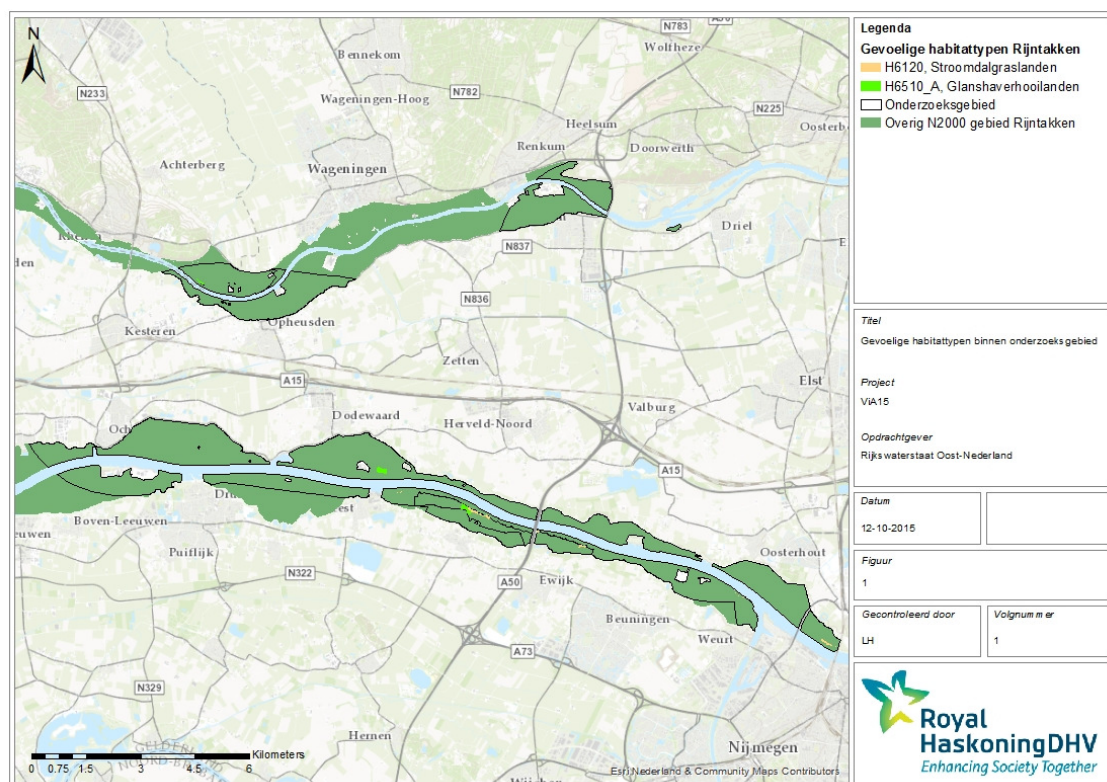 N
N783
Woltheze
Bennekom
N233
Wageningen-Hoog
N782
N225
Heelsum
Renkum
Doorwerth
Achterberg
Wageningen
Driel
N837
N836
Kesteren
Opheusden
Zetten
Elst
A15
Dodewaard
Herveld-Noord
Valburg
A15
Boven-Leeuwen
Oosterhout
Puiflijk
N322
A50
Ewijk
Beuningen
Weurt
A73
N329
Hernen
Nijmegen
Kilometers
0 0.75 1.5 3 4.5 6
Esri Nederland & Community Maps Contributors
Legenda
Gevoelige habitattypen Rijntakken
H6120, Stroomdalgraslanden
H6510_A, Glanshaverhooilanden
Onderzoeksgebied
Overig N2000 gebied Rijntakken
Titel
Gevoelige habitattypen binnen onderzoeksgebied
Project
ViA15
Opdrachtgever
Rijkswaterstaat Oost-Nederland
Datum
12-10-2015
Figuur
1
Gecontroleerd door
LH
Volgnummer
1
Royal
HaskoningDHV
Enhancing Society Together